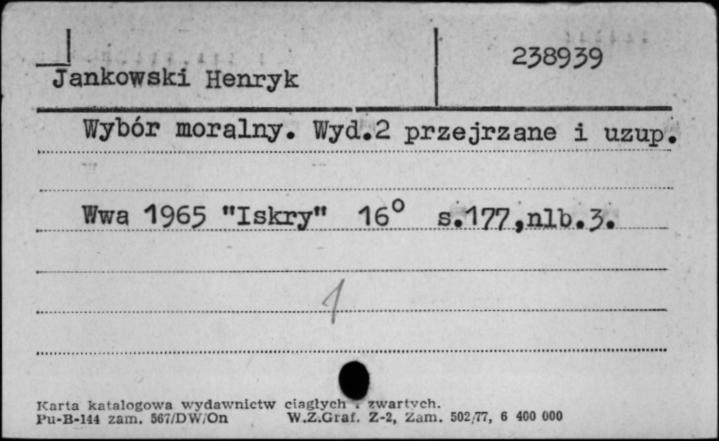 238939
Jankowski Henryk
Wybór moralny. Wyd.2 przejrzane i uzup.
Wwa 1965 "Iskry" 16° s.177,nlb.3.
1
Karta katalogowa wydawnictw ciągłych i zwartych.
Pu-B-144 zam. 567/DW/On W.Z.Graf. Z-2, Zam. 502/77, 6 400 000